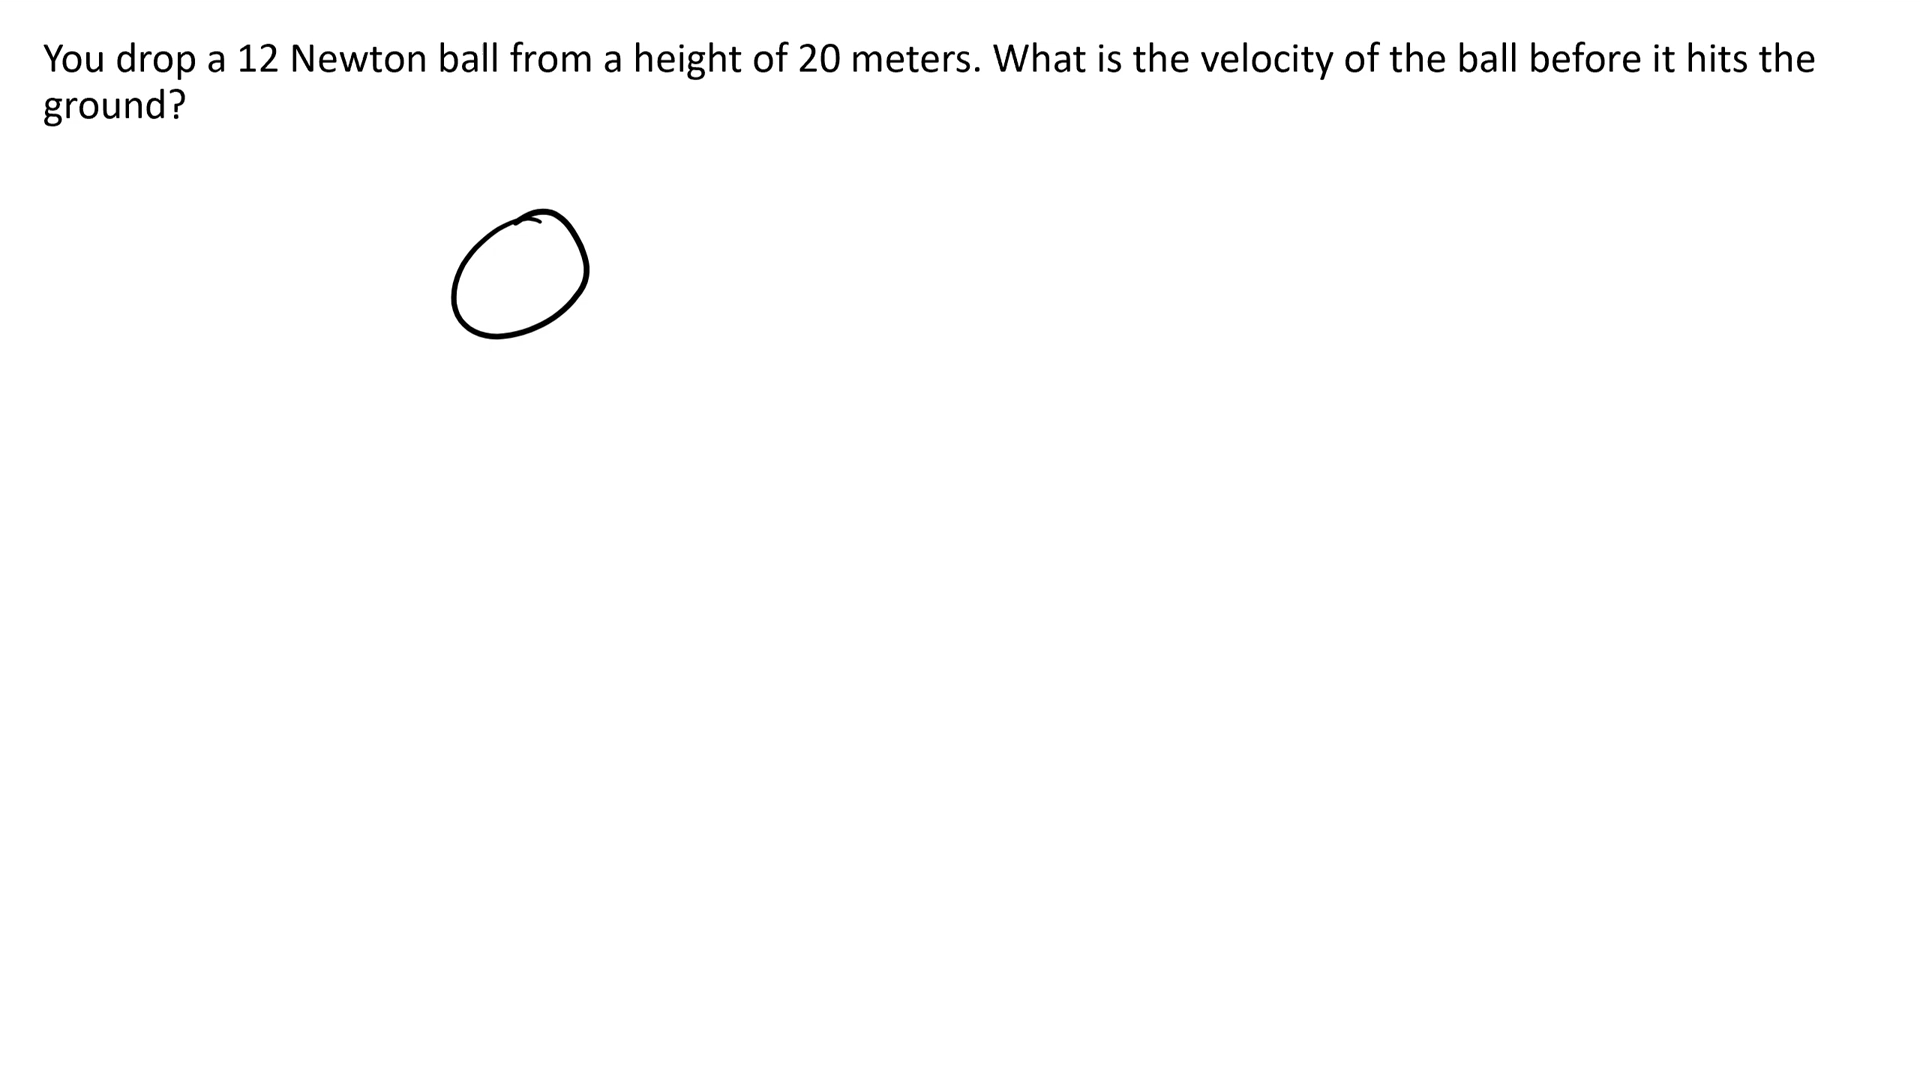 You drop a 12 Newton ball from a height of 20 meters. What is the velocity of the ball before it hits the
ground?